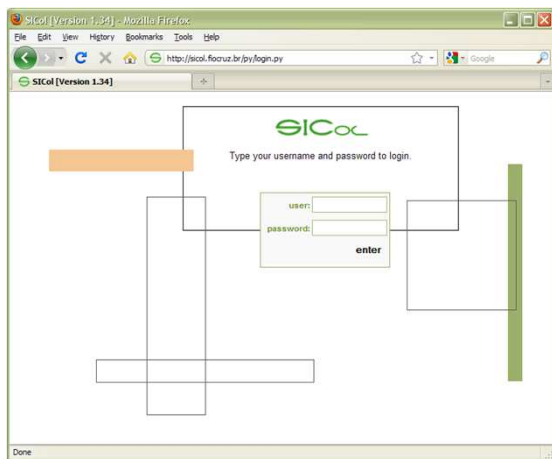 SICol [Version 1.34] - Mozilla Firefox
File Edit View History Bookmarks Tools Help
http://sicol.fiocruz.br/py/login.py Google
SICol [Version 1.34]
SICOL
Type your username and password to login.
user:
password:
enter
Done